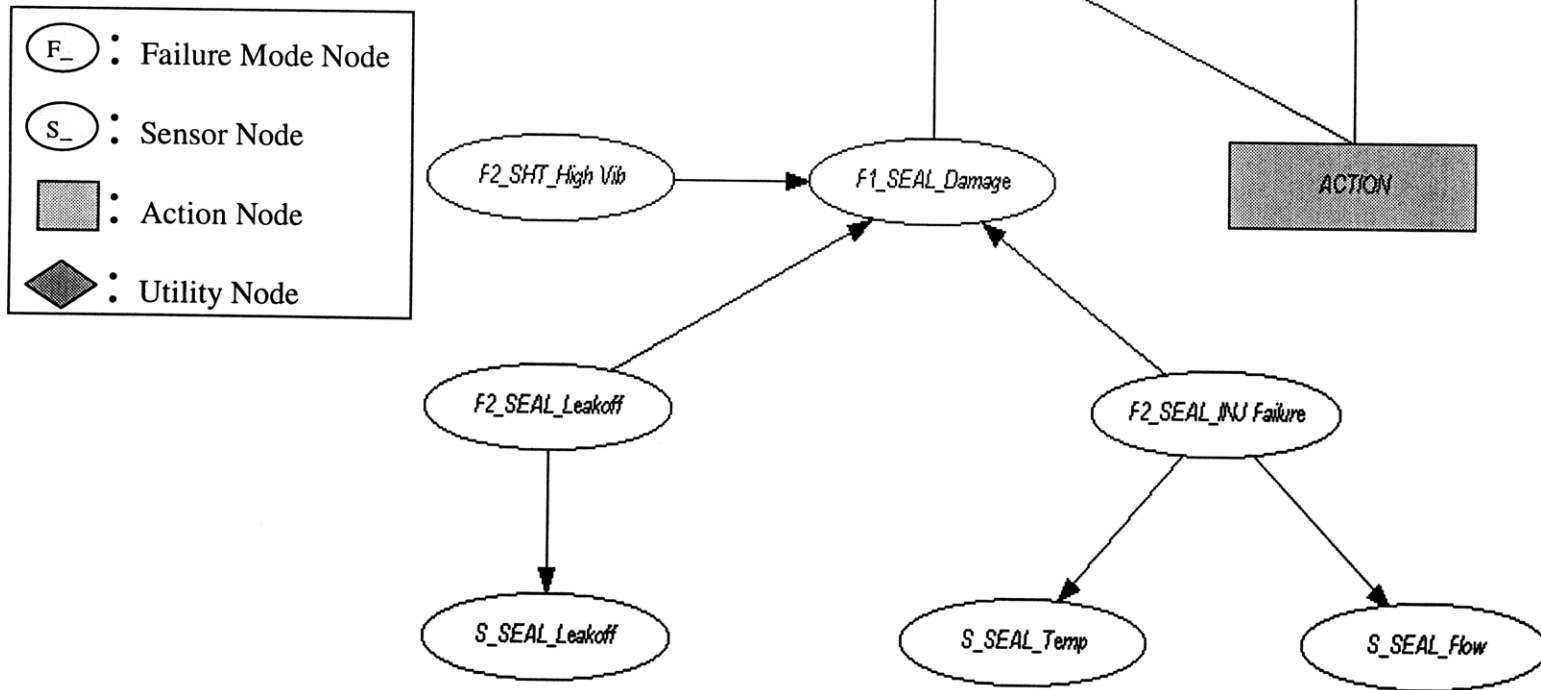 F_ : Failure Mode Node
S_ : Sensor Node
: Action Node
: Utility Node
F2_SHT_High Vib
F1_SEAL_Damage
ACTION
F2_SEAL_Leakoff
F2_SEAL_INJ Failure
S_SEAL_Leakoff
S_SEAL_Temp
S_SEAL_Flow